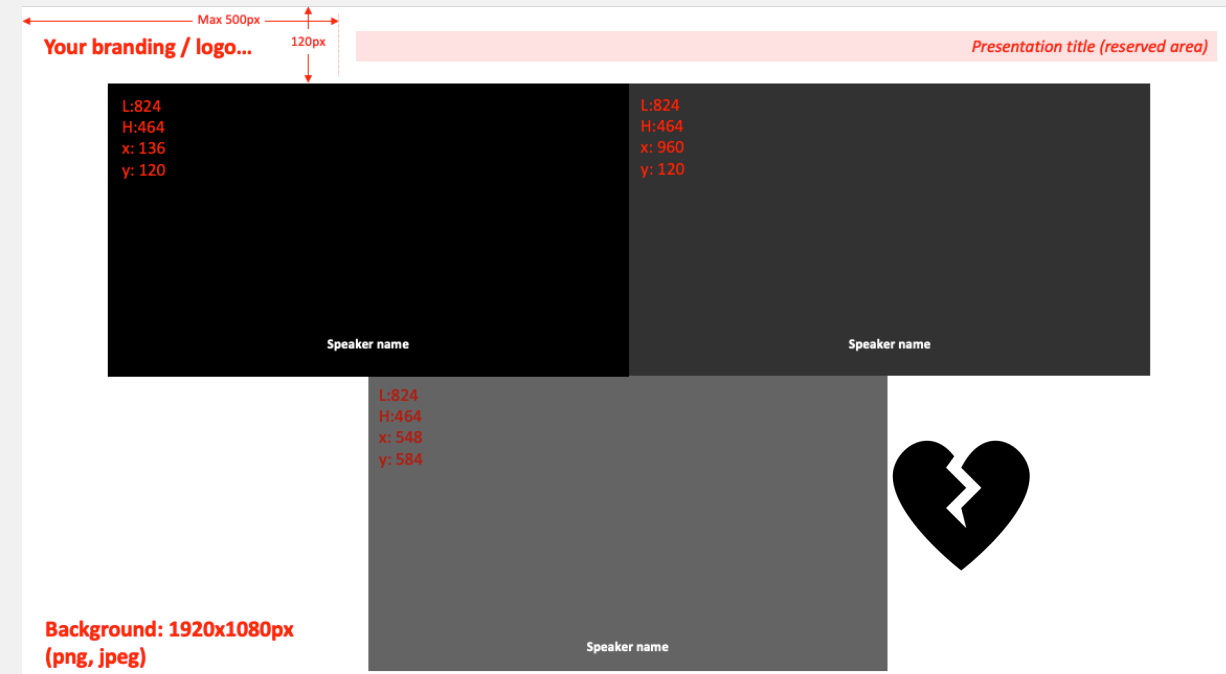 Max 500px
120px
Your branding / logo...
Presentation title (reserved area)
L:824
H:464
x: 136
y: 120
Speaker name
L:824
H:464
x: 960
y: 120
Speaker name
L:824
H:464
x: 548
y: 584
Speaker name
Background: 1920x1080px
(png, jpeg)